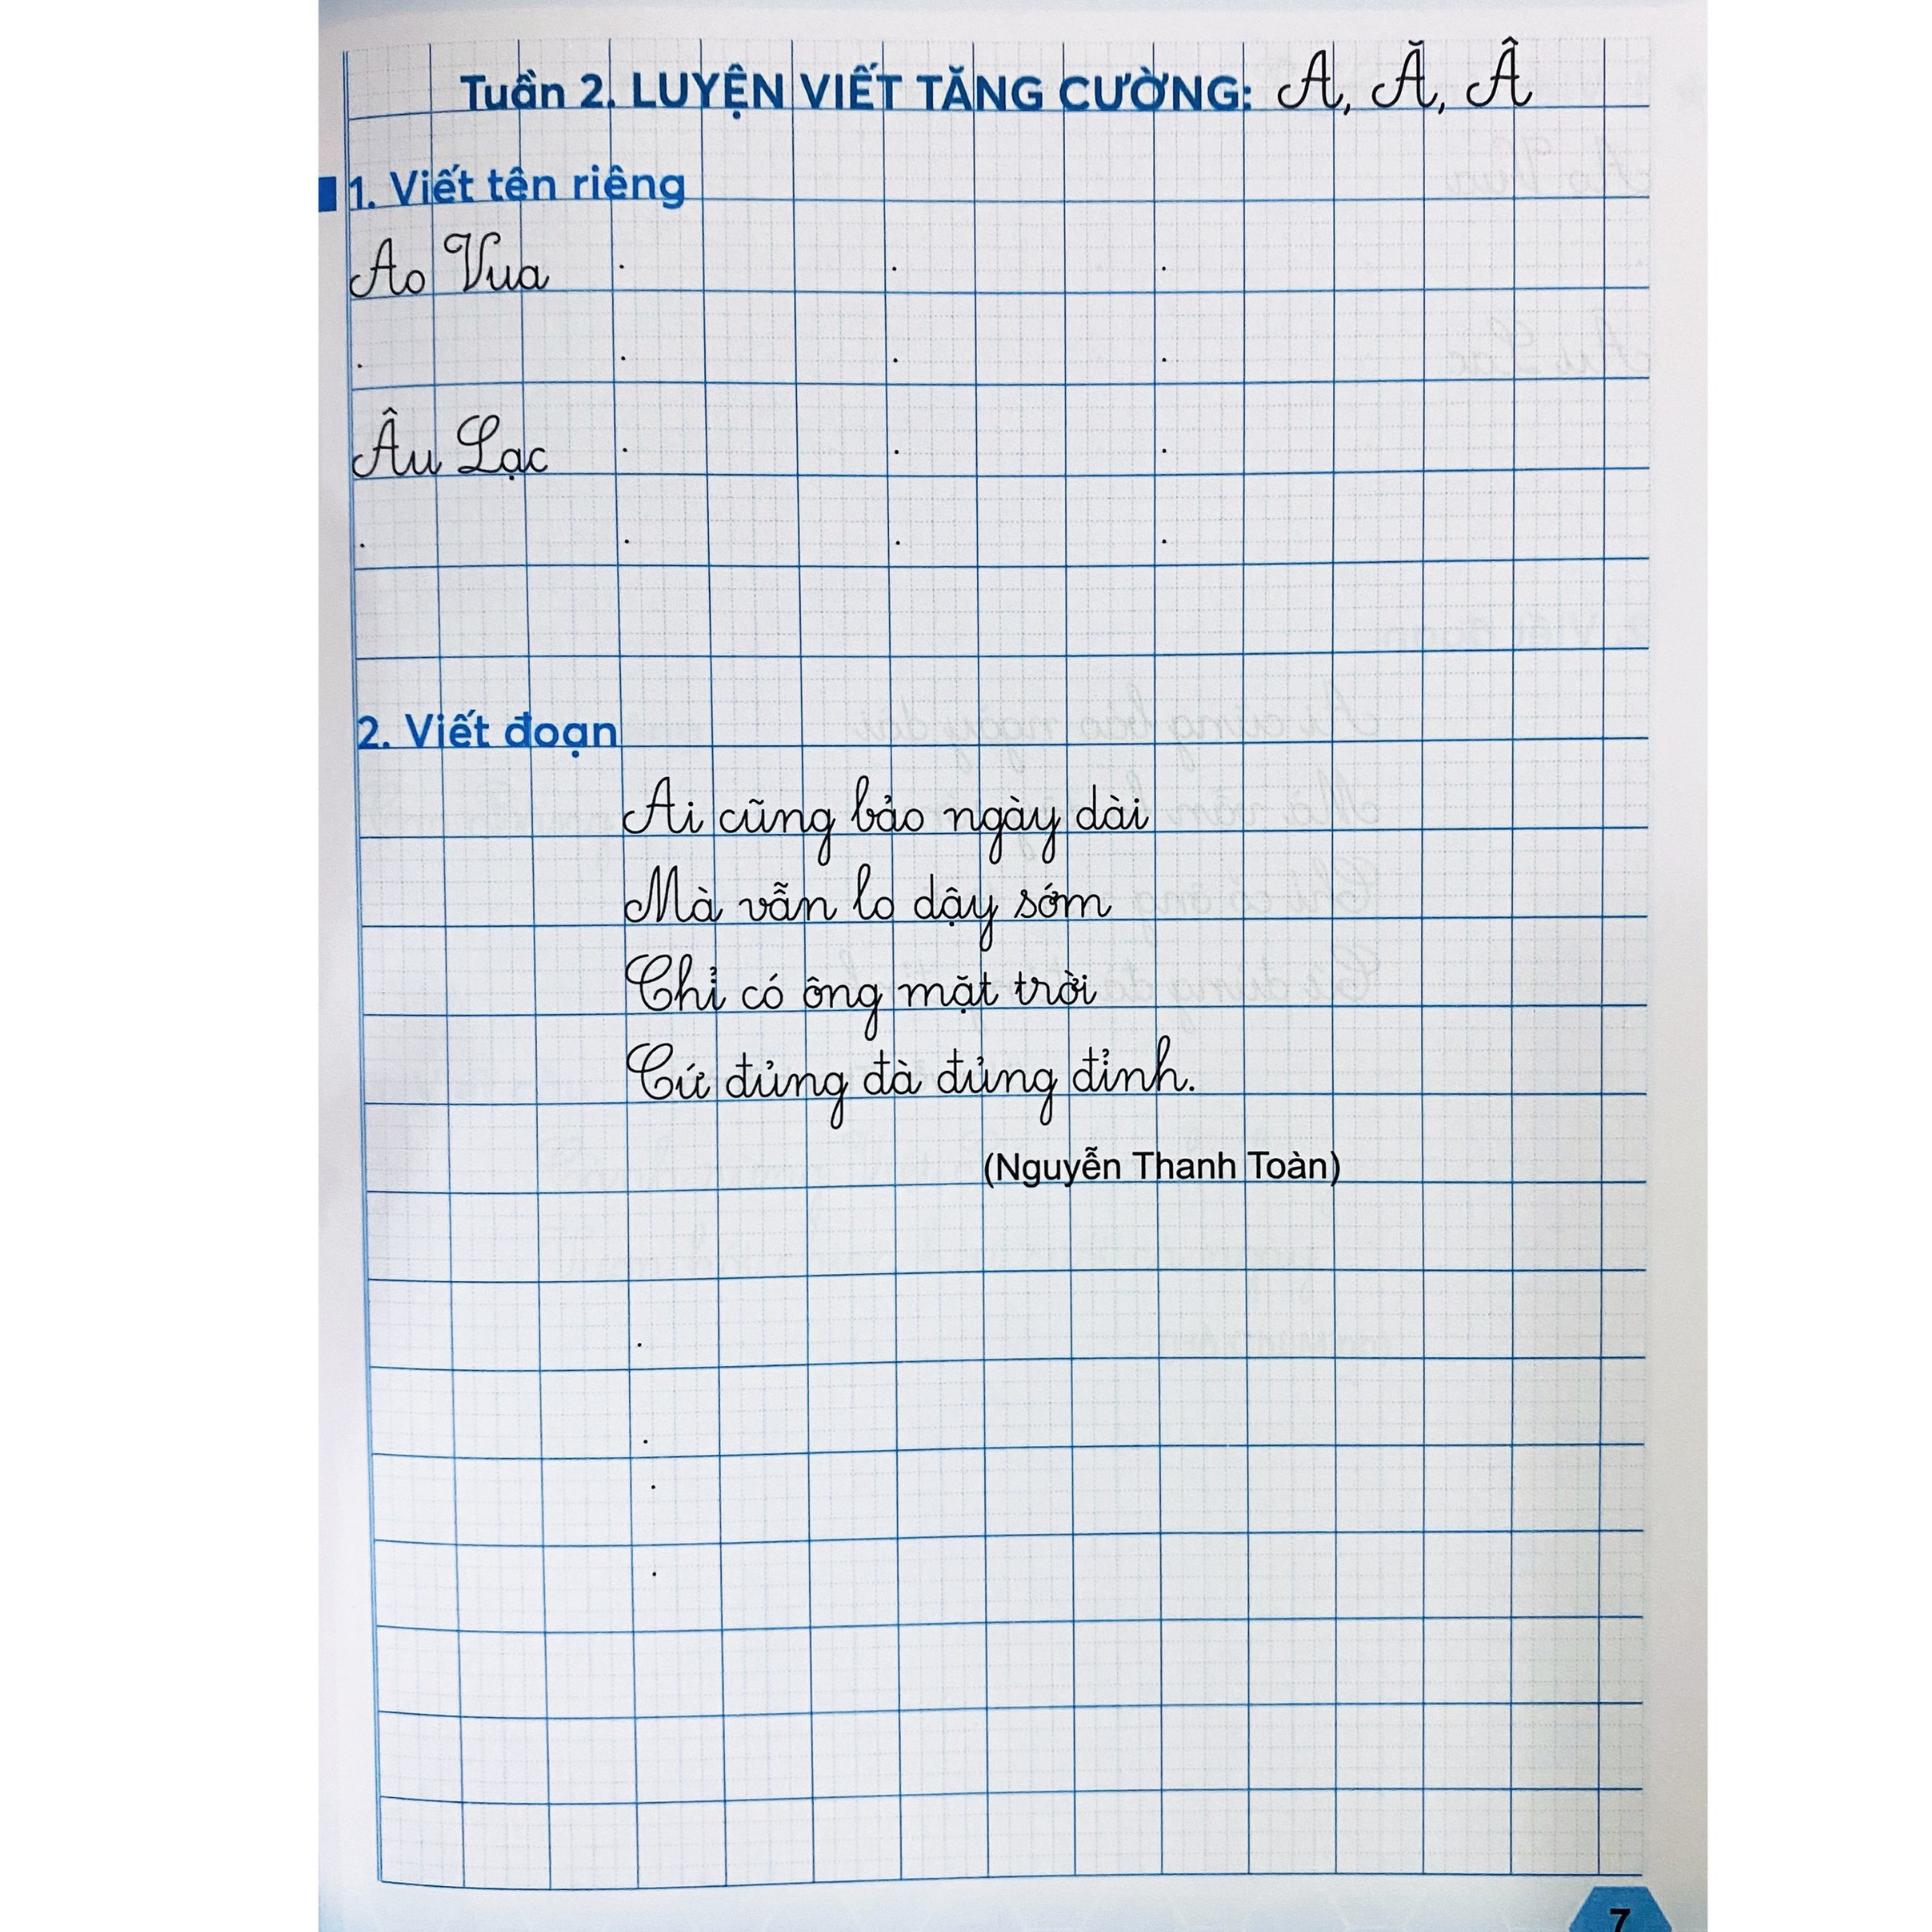 Tuần 2. LUYỆN VIẾT TĂNG CƯỜNG: A, Ă, Â
1. Viết tên riêng
Ao Vua
Âu Lạc
2. Viết đoạn
Ai cũng bảo ngày dài
Mà vẫn lo dậy sớm
Chỉ có ông mặt trời
Cứ đủng đà đủng đỉnh.
(Nguyễn Thanh Toàn)
7